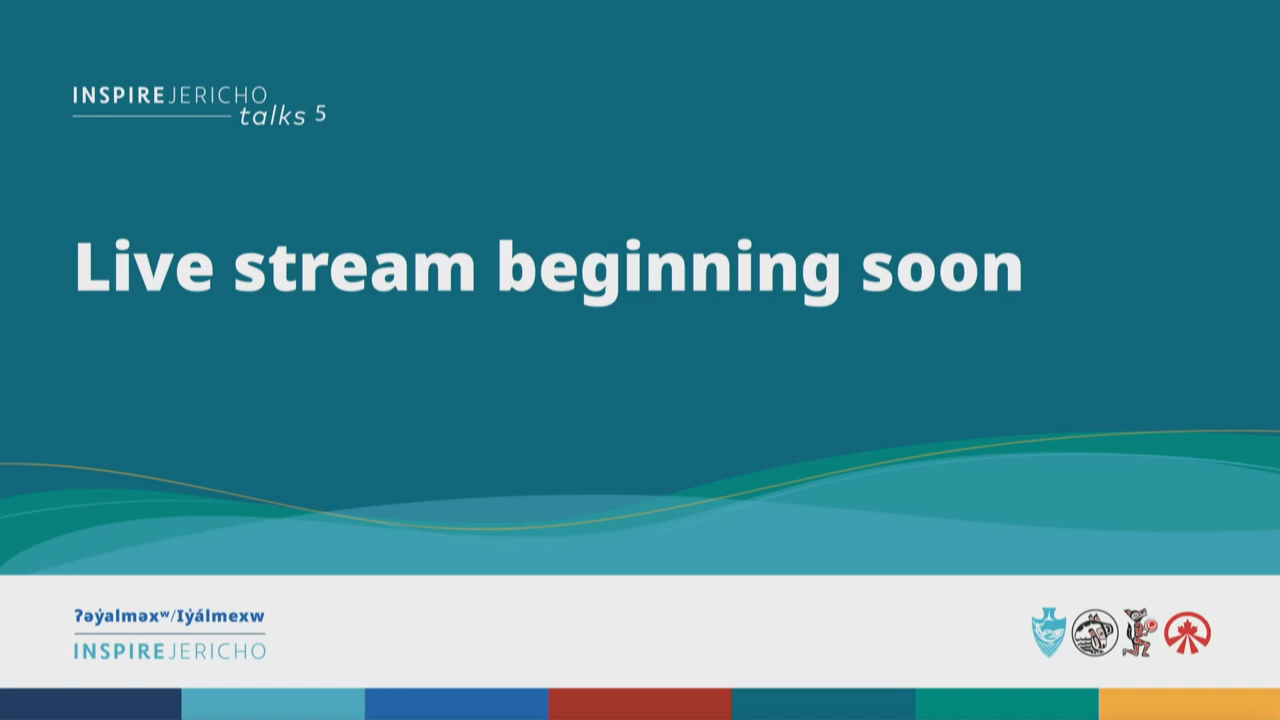 INSPIREJERICHO
talks 5
Live stream beginning soon
ʔəy̓alməxʷ/Iy̓álmexw
INSPIREJERICHO